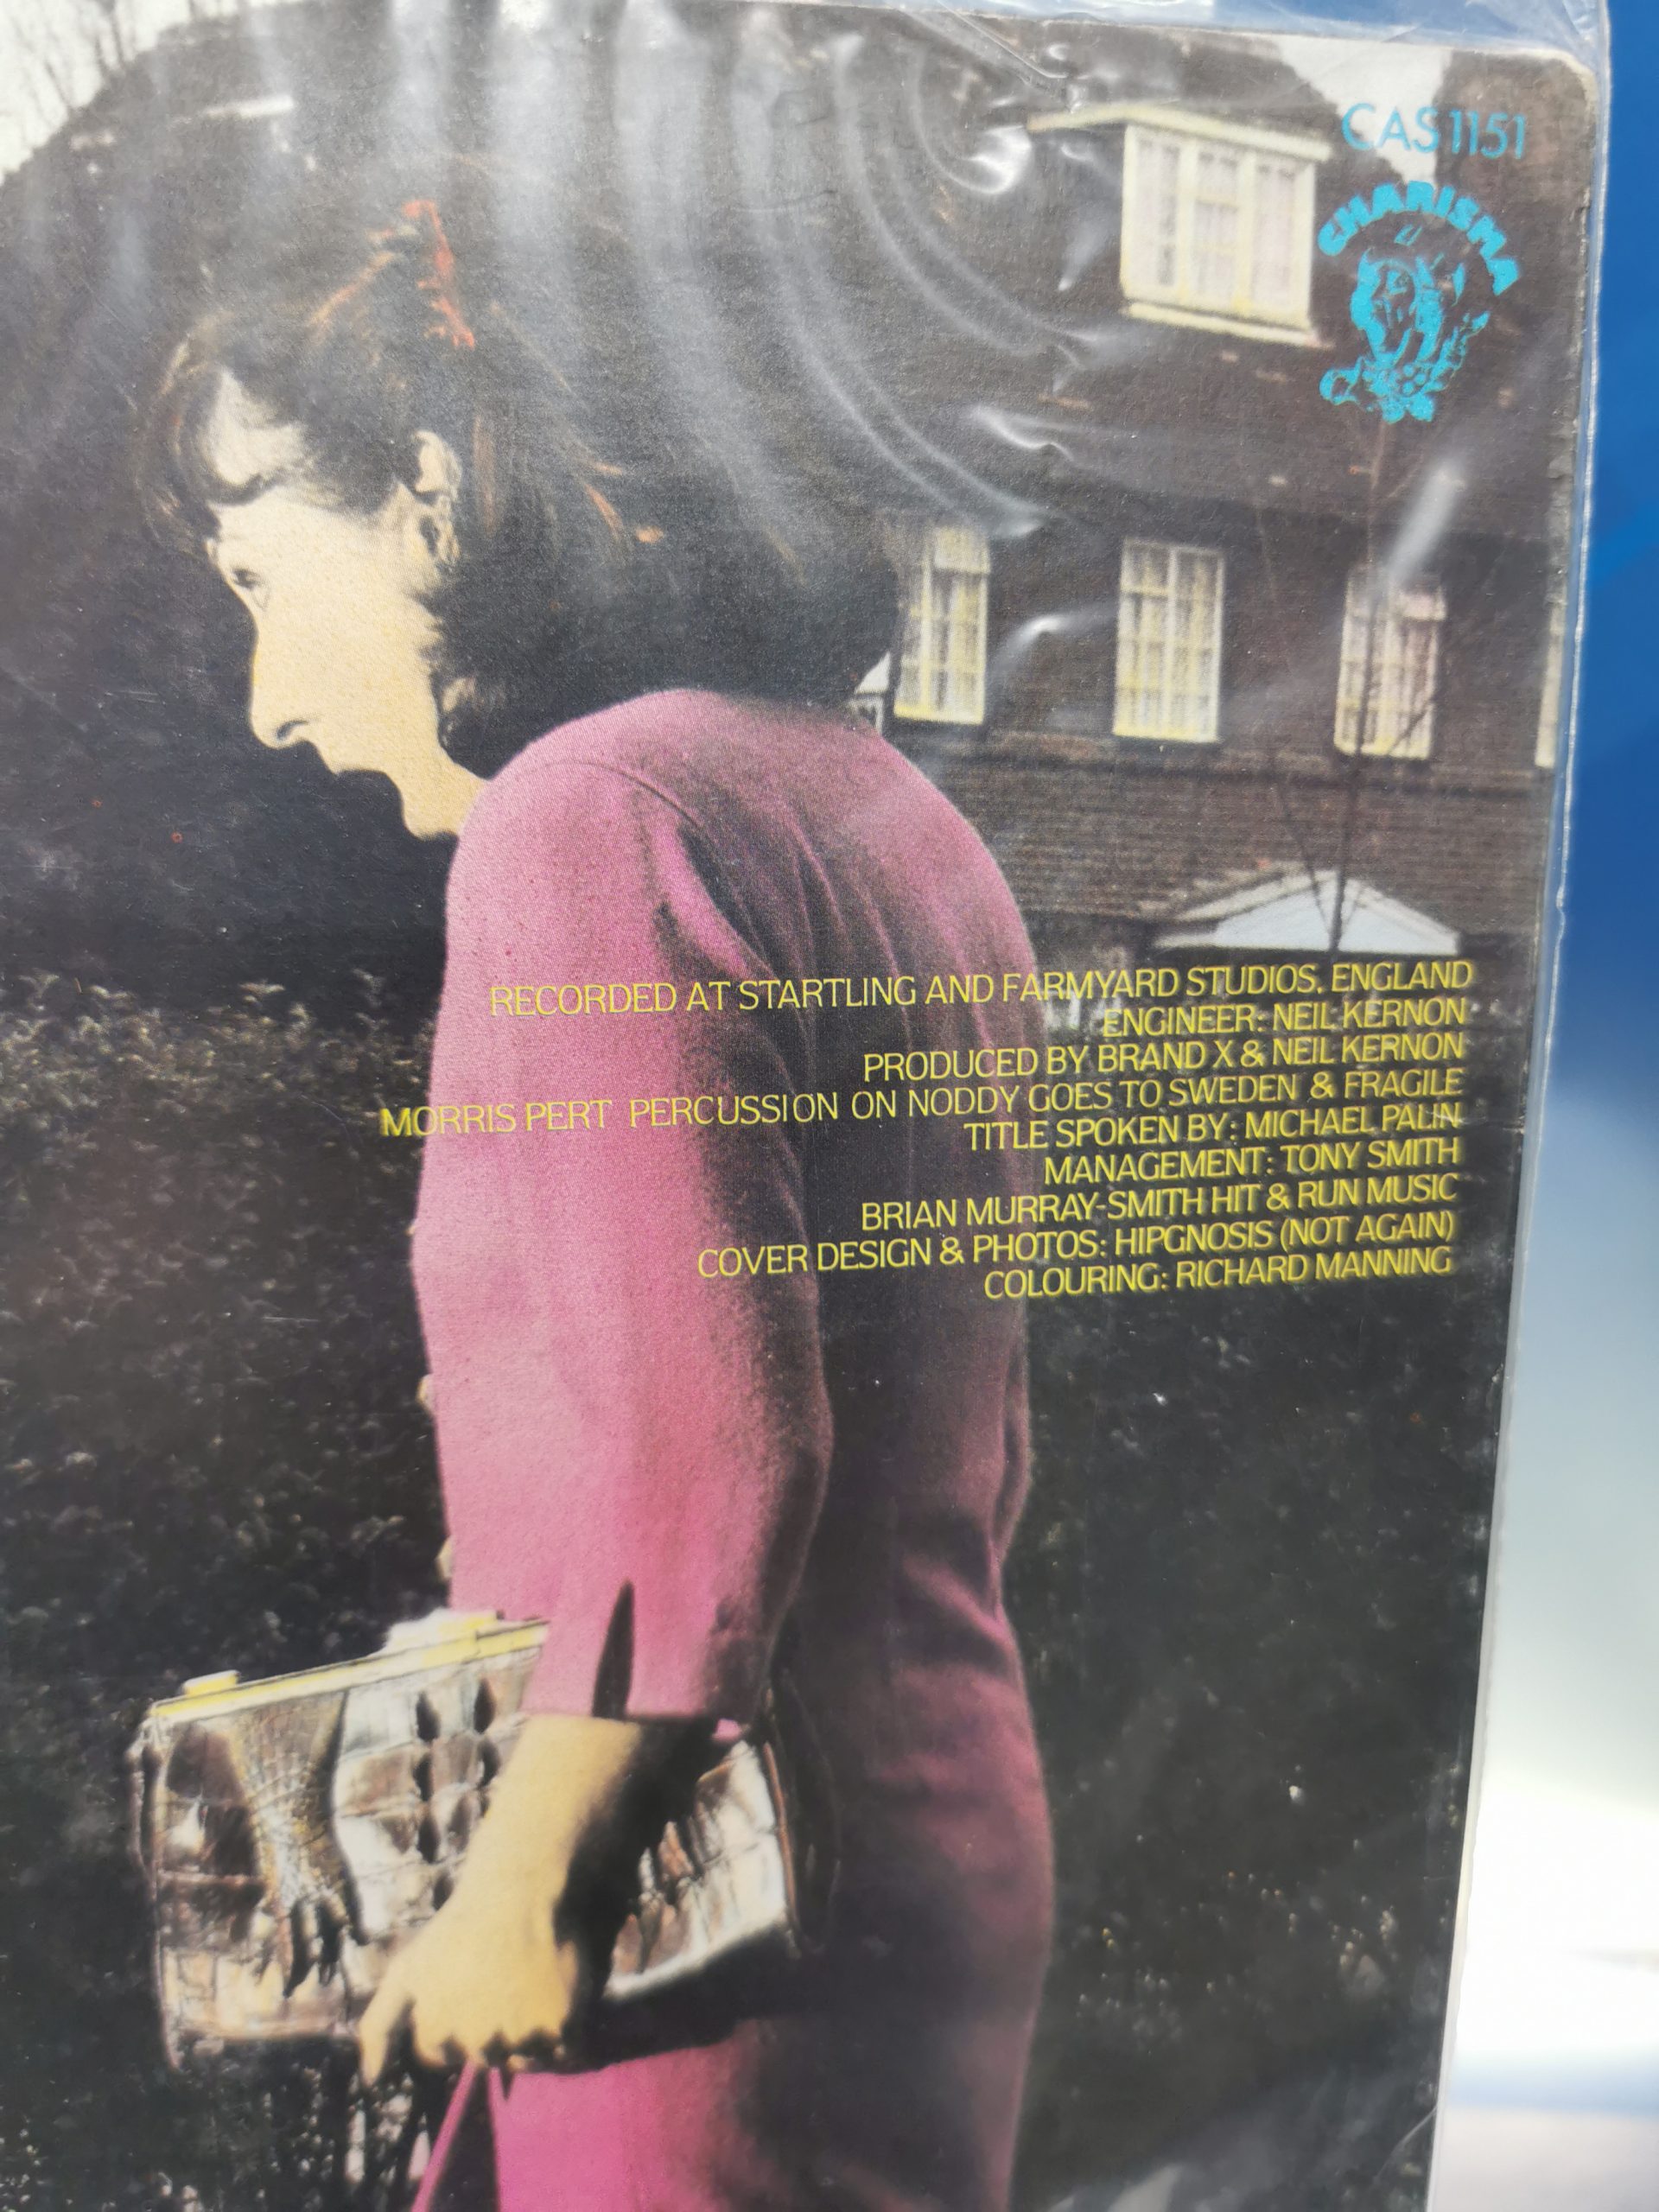 CAS 1151
CHARISMA
RECORDED AT STARTLING AND FARMYARD STUDIOS, ENGLAND
ENGINEER: NEIL KERNON
PRODUCED BY BRAND X & NEIL KERNON
MORRIS PERT PERCUSSION ON NODDY GOES TO SWEDEN & FRAGILE
TITLE SPOKEN BY: MICHAEL PALIN
MANAGEMENT: TONY SMITH
BRIAN MURRAY-SMITH HIT & RUN MUSIC
COVER DESIGN & PHOTOS: HIPGNOSIS (NOT AGAIN)
COLOURING: RICHARD MANNING